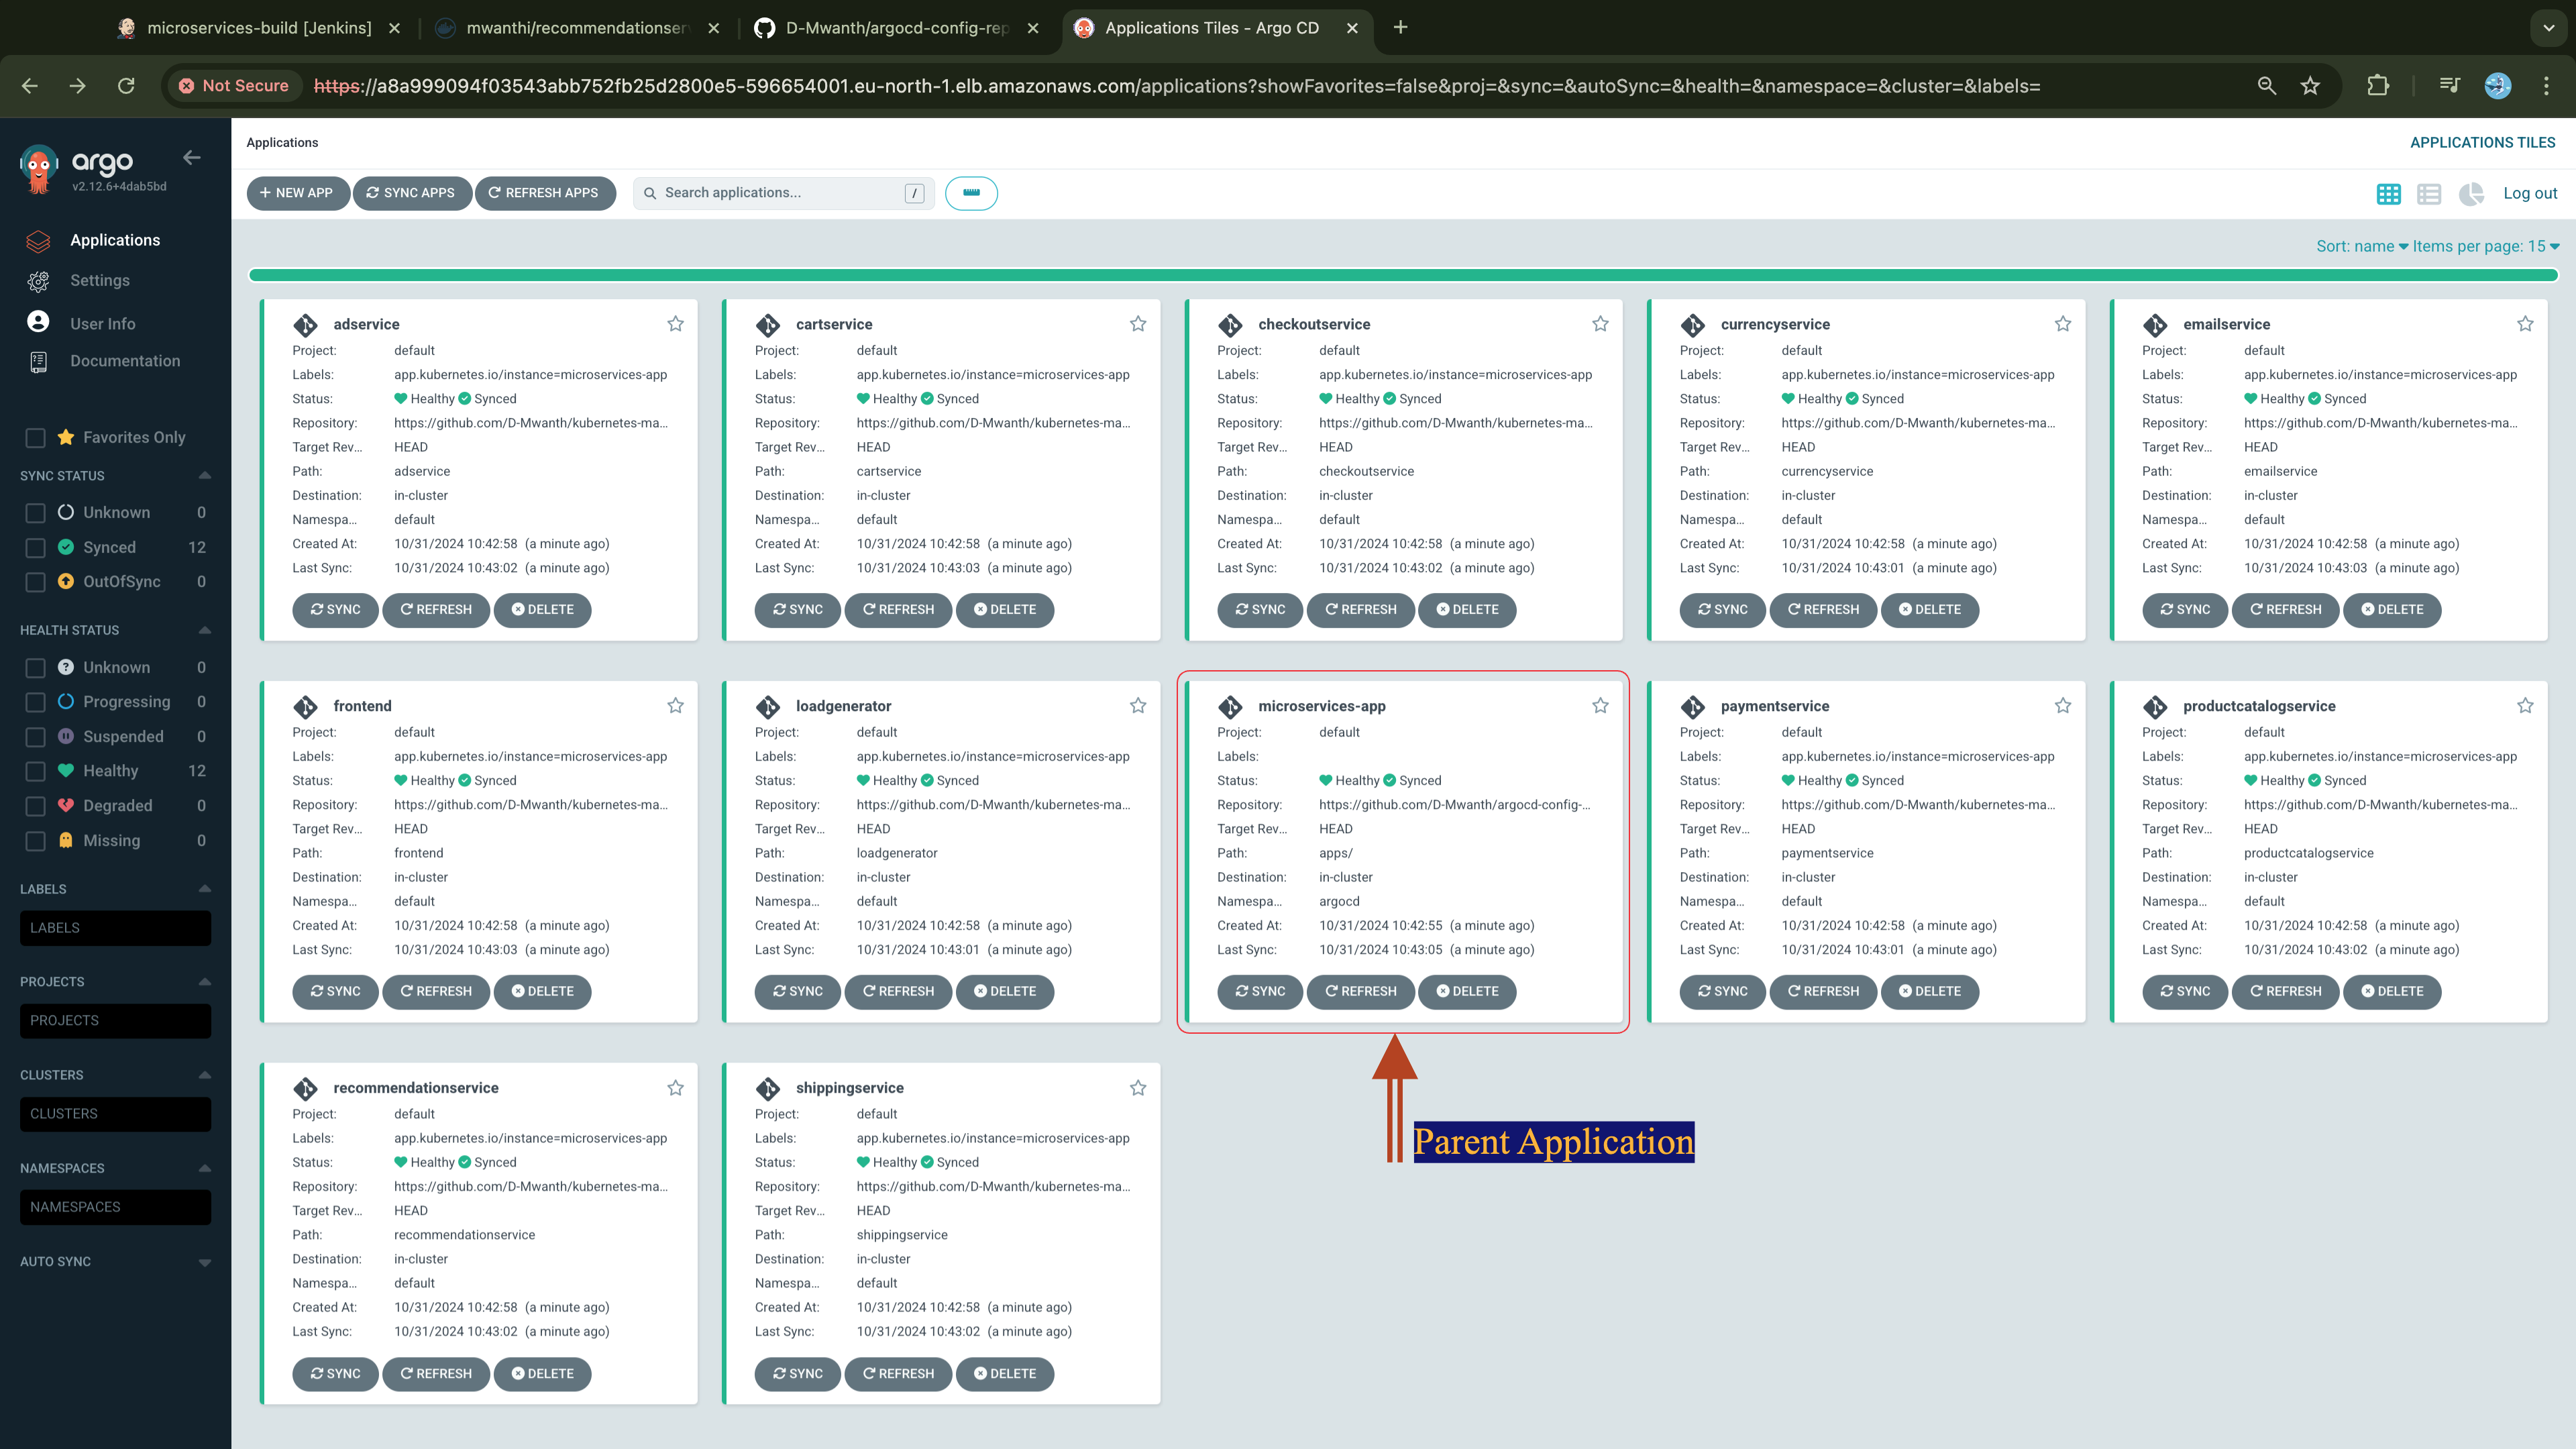 microservices-build [Jenkins]
mwanthi/recommendationser
D-Mwanth/argocd-config-rep
Applications Tiles - Argo CD
Not Secure
https://a8a999094f03543abb752fb25d2800e5-596654001.eu-north-1.elb.amazonaws.com/applications?showFavorites=false&proj=&sync=&autoSync=&health=&namespace=&cluster=&labels=
argo
v2.12.6+4dab5bd
Applications
Settings
User Info
Documentation
Favorites Only
SYNC STATUS
Unknown 0
Synced 12
OutOfSync 0
HEALTH STATUS
Unknown 0
Progressing 0
Suspended 0
Healthy 12
Degraded 0
Missing 0
LABELS
LABELS
PROJECTS
PROJECTS
CLUSTERS
CLUSTERS
NAMESPACES
NAMESPACES
AUTO SYNC
Applications
APPLICATIONS TILES
+ NEW APP SYNC APPS REFRESH APPS Search applications... / Log out
Sort: name Items per page: 15
adservice
Project: default
Labels: app.kubernetes.io/instance=microservices-app
Status: Healthy Synced
Repository: https://github.com/D-Mwanth/kubernetes-ma...
Target Rev... HEAD
Path: adservice
Destination: in-cluster
Namespa... default
Created At: 10/31/2024 10:42:58 (a minute ago)
Last Sync: 10/31/2024 10:43:02 (a minute ago)
SYNC REFRESH DELETE
cartservice
Project: default
Labels: app.kubernetes.io/instance=microservices-app
Status: Healthy Synced
Repository: https://github.com/D-Mwanth/kubernetes-ma...
Target Rev... HEAD
Path: cartservice
Destination: in-cluster
Namespa... default
Created At: 10/31/2024 10:42:58 (a minute ago)
Last Sync: 10/31/2024 10:43:03 (a minute ago)
SYNC REFRESH DELETE
checkoutservice
Project: default
Labels: app.kubernetes.io/instance=microservices-app
Status: Healthy Synced
Repository: https://github.com/D-Mwanth/kubernetes-ma...
Target Rev... HEAD
Path: checkoutservice
Destination: in-cluster
Namespa... default
Created At: 10/31/2024 10:42:58 (a minute ago)
Last Sync: 10/31/2024 10:43:02 (a minute ago)
SYNC REFRESH DELETE
currencyservice
Project: default
Labels: app.kubernetes.io/instance=microservices-app
Status: Healthy Synced
Repository: https://github.com/D-Mwanth/kubernetes-ma...
Target Rev... HEAD
Path: currencyservice
Destination: in-cluster
Namespa... default
Created At: 10/31/2024 10:42:58 (a minute ago)
Last Sync: 10/31/2024 10:43:01 (a minute ago)
SYNC REFRESH DELETE
emailservice
Project: default
Labels: app.kubernetes.io/instance=microservices-app
Status: Healthy Synced
Repository: https://github.com/D-Mwanth/kubernetes-ma...
Target Rev... HEAD
Path: emailservice
Destination: in-cluster
Namespa... default
Created At: 10/31/2024 10:42:58 (a minute ago)
Last Sync: 10/31/2024 10:43:03 (a minute ago)
SYNC REFRESH DELETE
frontend
Project: default
Labels: app.kubernetes.io/instance=microservices-app
Status: Healthy Synced
Repository: https://github.com/D-Mwanth/kubernetes-ma...
Target Rev... HEAD
Path: frontend
Destination: in-cluster
Namespa... default
Created At: 10/31/2024 10:42:58 (a minute ago)
Last Sync: 10/31/2024 10:43:03 (a minute ago)
SYNC REFRESH DELETE
loadgenerator
Project: default
Labels: app.kubernetes.io/instance=microservices-app
Status: Healthy Synced
Repository: https://github.com/D-Mwanth/kubernetes-ma...
Target Rev... HEAD
Path: loadgenerator
Destination: in-cluster
Namespa... default
Created At: 10/31/2024 10:42:58 (a minute ago)
Last Sync: 10/31/2024 10:43:01 (a minute ago)
SYNC REFRESH DELETE
microservices-app
Project: default
Labels:
Status: Healthy Synced
Repository: https://github.com/D-Mwanth/argocd-config-...
Target Rev... HEAD
Path: apps/
Destination: in-cluster
Namespa... argocd
Created At: 10/31/2024 10:42:55 (a minute ago)
Last Sync: 10/31/2024 10:43:05 (a minute ago)
SYNC REFRESH DELETE
paymentservice
Project: default
Labels: app.kubernetes.io/instance=microservices-app
Status: Healthy Synced
Repository: https://github.com/D-Mwanth/kubernetes-ma...
Target Rev... HEAD
Path: paymentservice
Destination: in-cluster
Namespa... default
Created At: 10/31/2024 10:42:58 (a minute ago)
Last Sync: 10/31/2024 10:43:01 (a minute ago)
SYNC REFRESH DELETE
productcatalogservice
Project: default
Labels: app.kubernetes.io/instance=microservices-app
Status: Healthy Synced
Repository: https://github.com/D-Mwanth/kubernetes-ma...
Target Rev... HEAD
Path: productcatalogservice
Destination: in-cluster
Namespa... default
Created At: 10/31/2024 10:42:58 (a minute ago)
Last Sync: 10/31/2024 10:43:02 (a minute ago)
SYNC REFRESH DELETE
recommendationservice
Project: default
Labels: app.kubernetes.io/instance=microservices-app
Status: Healthy Synced
Repository: https://github.com/D-Mwanth/kubernetes-ma...
Target Rev... HEAD
Path: recommendationservice
Destination: in-cluster
Namespa... default
Created At: 10/31/2024 10:42:58 (a minute ago)
Last Sync: 10/31/2024 10:43:02 (a minute ago)
SYNC REFRESH DELETE
shippingservice
Project: default
Labels: app.kubernetes.io/instance=microservices-app
Status: Healthy Synced
Repository: https://github.com/D-Mwanth/kubernetes-ma...
Target Rev... HEAD
Path: shippingservice
Destination: in-cluster
Namespa... default
Created At: 10/31/2024 10:42:58 (a minute ago)
Last Sync: 10/31/2024 10:43:02 (a minute ago)
SYNC REFRESH DELETE
Parent Application